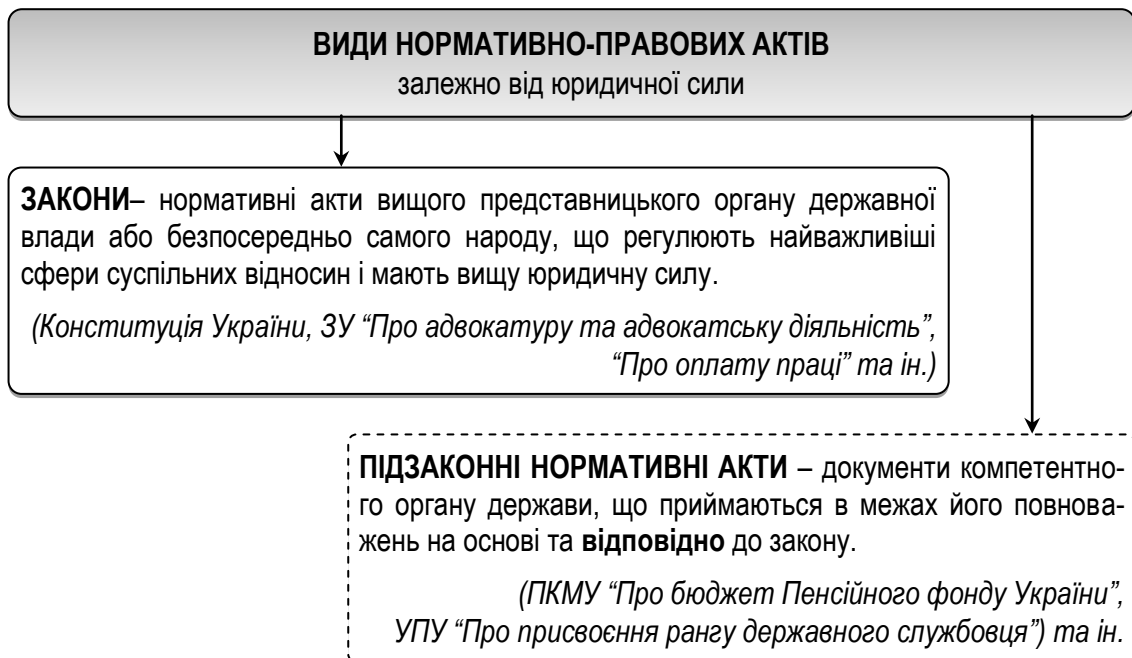 ВИДИ НОРМАТИВНО-ПРАВОВИХ АКТІВ
залежно від юридичної сили
ЗАКОНИ– нормативні акти вищого представницького органу державної
влади або безпосередньо самого народу, що регулюють найважливіші
сфери суспільних відносин і мають вищу юридичну силу.
(Конституція України, ЗУ “Про адвокатуру та адвокатську діяльність”,
“Про оплату праці” та ін.)
ПІДЗАКОННІ НОРМАТИВНІ АКТИ – документи компетентно-
го органу держави, що приймаються в межах його повнова-
жень на основі та відповідно до закону.
(ПКМУ “Про бюджет Пенсійного фонду України”,
УПУ “Про присвоєння рангу державного службовця”) та ін.